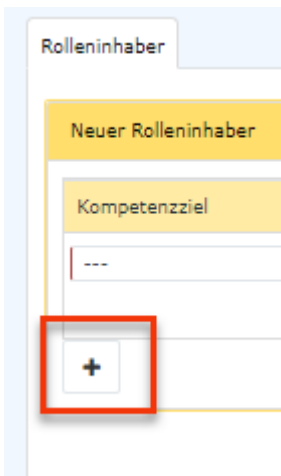 Rolleninhaber
Neuer Rolleninhaber
Kompetenzziel
---
+